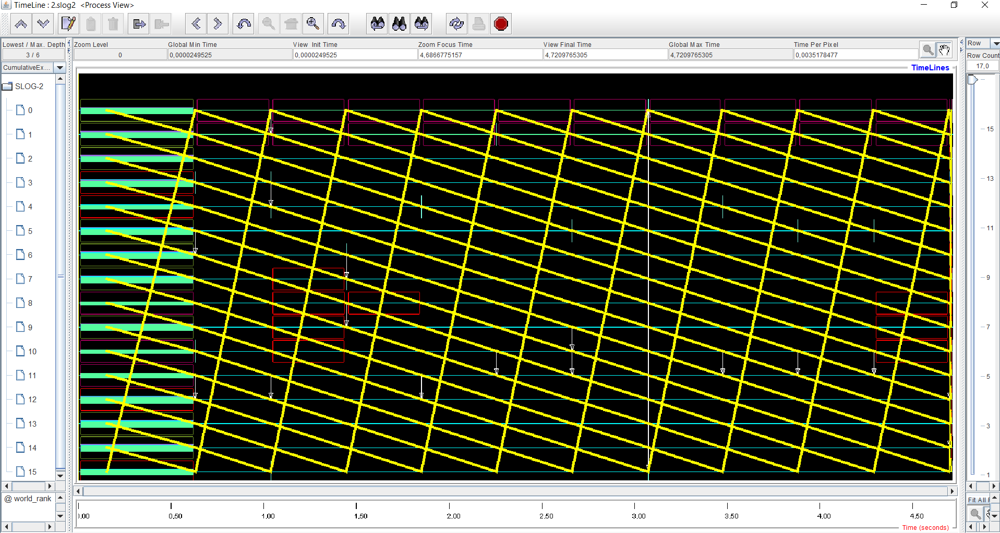 TimeLine : 2.slog2 <Process View>
Lowest / Max. Depth
3 / 6
CumulativeEx...
Zoom Level
0
Global Min Time
0,0000249525
View Init Time
0,0000249525
Zoom Focus Time
4,6866775157
View Final Time
4,7209765305
Global Max Time
4,7209765305
Time Per Pixel
0,0035178477
Row
Row Count
17,0
TimeLines
SLOG-2
0
1
2
3
4
5
6
7
8
9
10
11
12
13
14
15
15
13
11
9
7
5
3
1
@ world_rank
Fit All
0,50
1,00
1,50
2,00
2,50
3,00
3,50
4,00
4,50
Time (seconds)